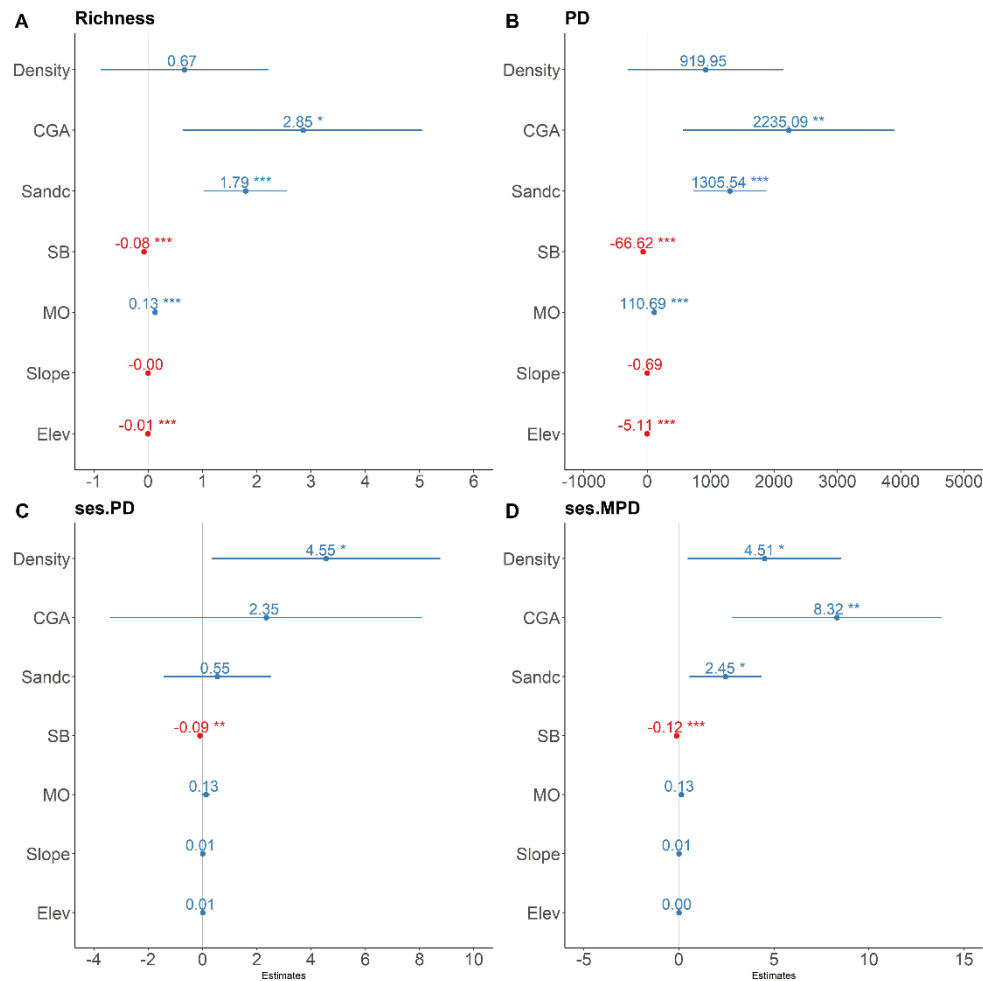 A Richness
Density
CGA
Sandc
SB
MO
Slope
Elev
0.67
2.85 *
1.79 ***
-0.08 ***
0.13 ***
-0.00
-0.01 ***
-1 0 1 2 3 4 5 6
B PD
Density
CGA
Sandc
SB
MO
Slope
Elev
919.95
2235.09 **
1305.54 ***
-66.62 ***
110.69 ***
-0.69
-5.11 ***
-1000 0 1000 2000 3000 4000 5000
C ses.PD
Density
CGA
Sandc
SB
MO
Slope
Elev
4.55 *
2.35
0.55
-0.09 **
0.13
0.01
0.01
-4 -2 0 2 4 6 8 10
Estimates
D ses.MPD
Density
CGA
Sandc
SB
MO
Slope
Elev
4.51 *
8.32 **
2.45 *
-0.12 ***
0.13
0.01
0.00
-5 0 5 10 15
Estimates